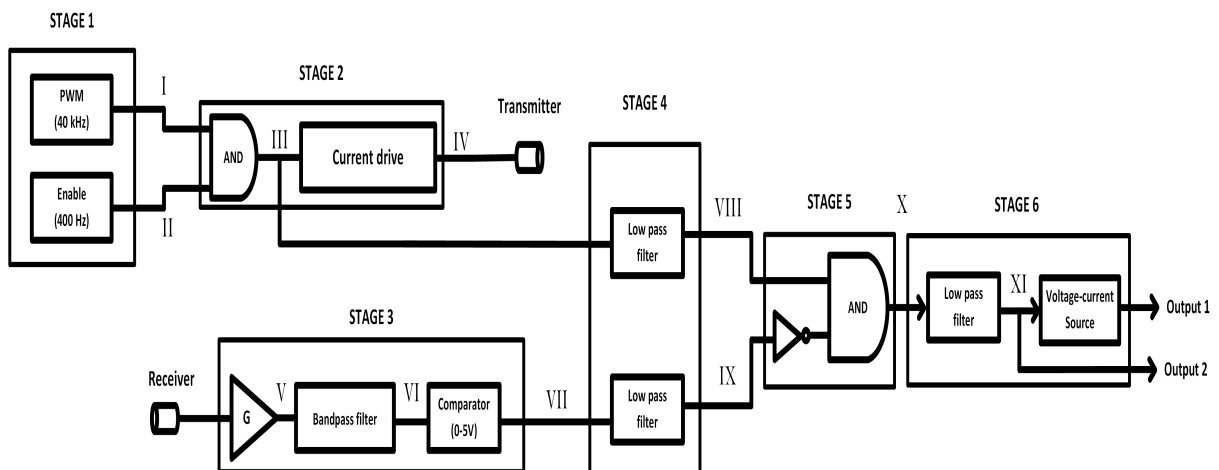 STAGE 1
PWM
(40 kHz)
Enable
(400 Hz)
I
II
STAGE 2
AND
III
Current drive
IV
Transmitter
STAGE 3
Receiver
G
V
Bandpass filter
VI
Comparator
(0-5V)
VII
STAGE 4
Low pass
filter
Low pass
filter
VIII
IX
STAGE 5
AND
X
STAGE 6
Low pass
filter
XI
Voltage-current
Source
Output 1
Output 2